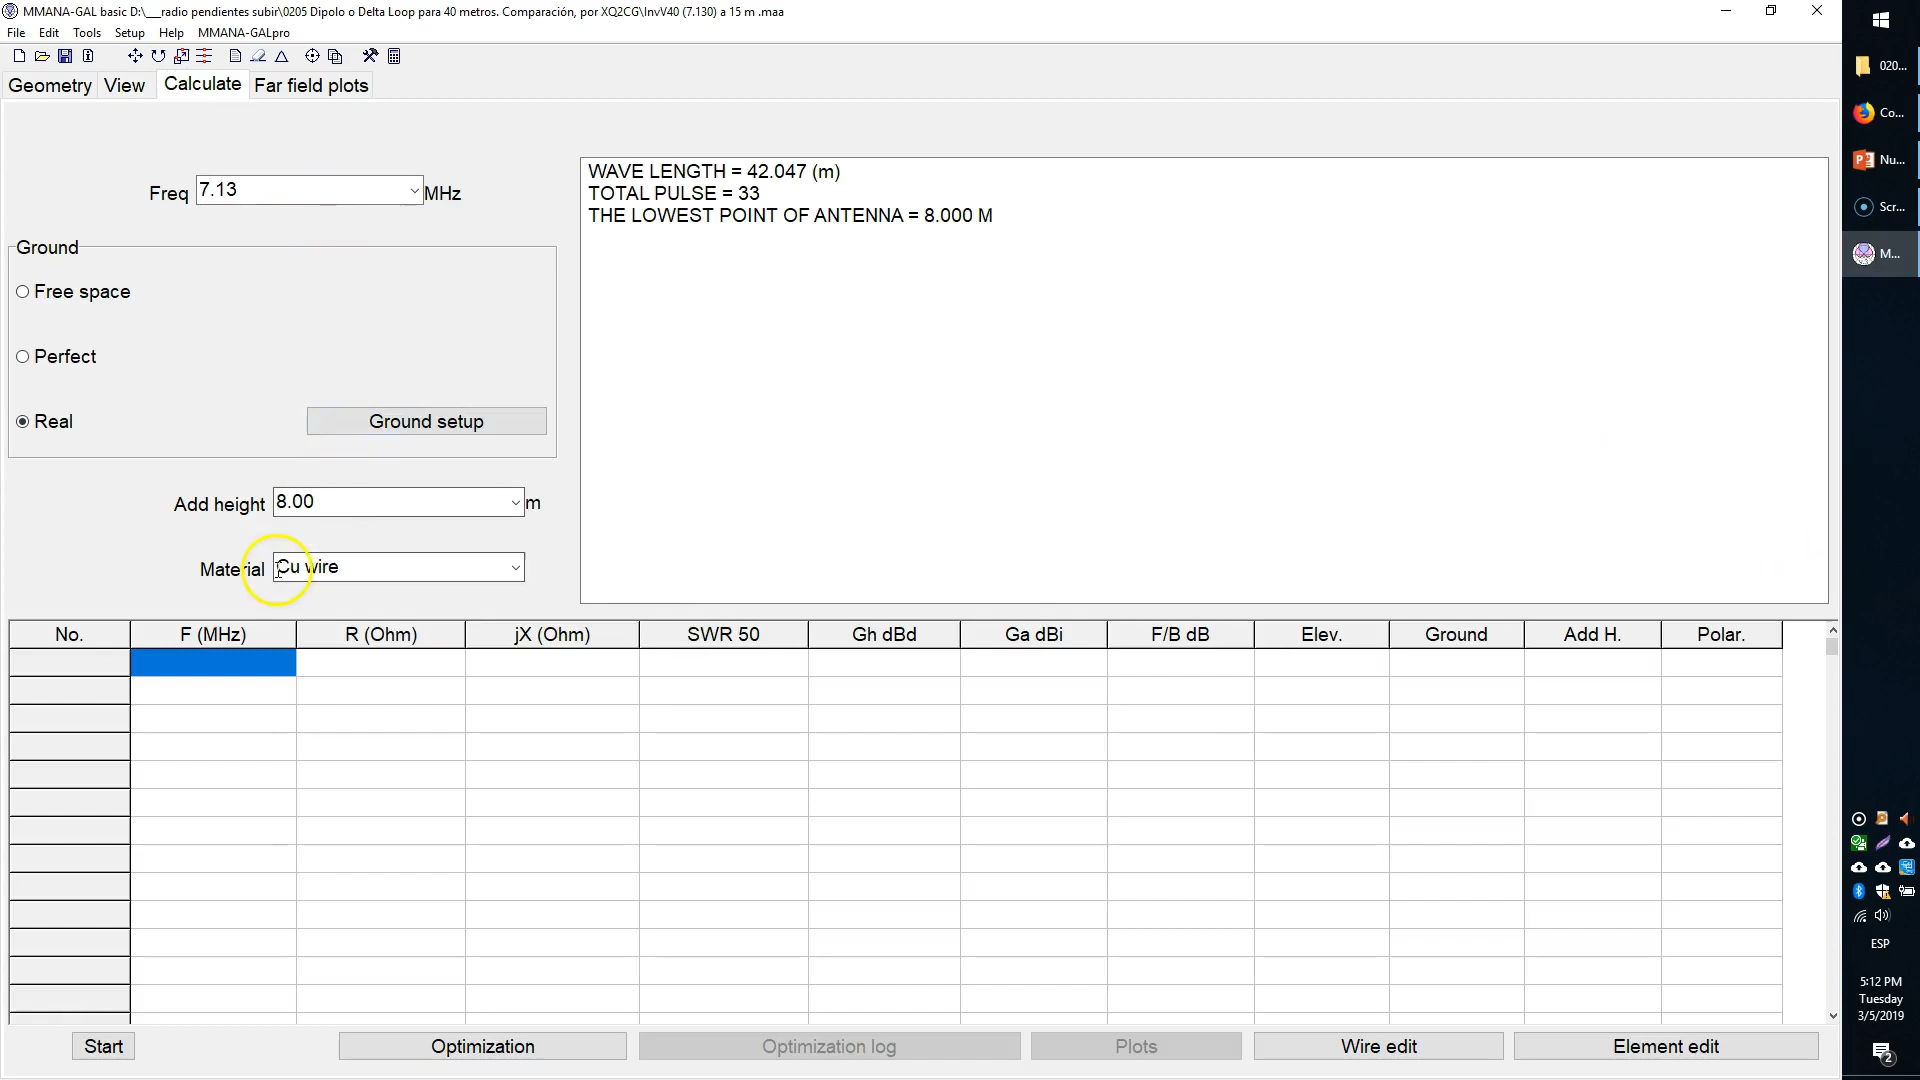 MMANA-GAL basic D:\___radio pendientes subir\0205 Dipolo o Delta Loop para 40 metros. Comparación, por XQ2CG\InvV40 (7.130) a 15 m .maa
File Edit Tools Setup Help MMANA-GALpro
Geometry View Calculate Far field plots
Freq 7.13 MHz
Ground
Free space
Perfect
Real Ground setup
Add height 8.00 m
Material Cu wire
WAVE LENGTH = 42.047 (m)
TOTAL PULSE = 33
THE LOWEST POINT OF ANTENNA = 8.000 M
No. F (MHz) R (Ohm) jX (Ohm) SWR 50 Gh dBd Ga dBi F/B dB Elev. Ground Add H. Polar.
Start Optimization Optimization log Plots Wire edit Element edit
020...
Co...
Nu...
Scr...
M...
ESP
5:12 PM
Tuesday
3/5/2019
2